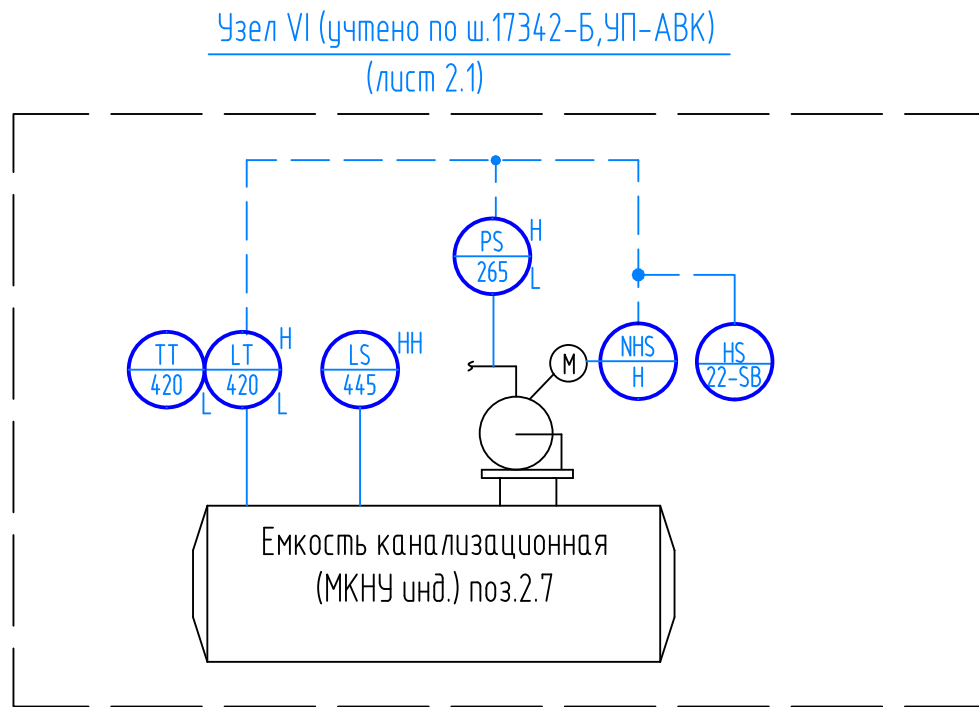 Узел VI (учтено по ш.17342-Б,УП-АВК)
(лист 2.1)
PS
265
H
L
TT
420
L
LT
420
H
L
LS
445
HH
M
NHS
H
HS
22-SB
Емкость канализационная
(МКНУ инд.) поз.2.7